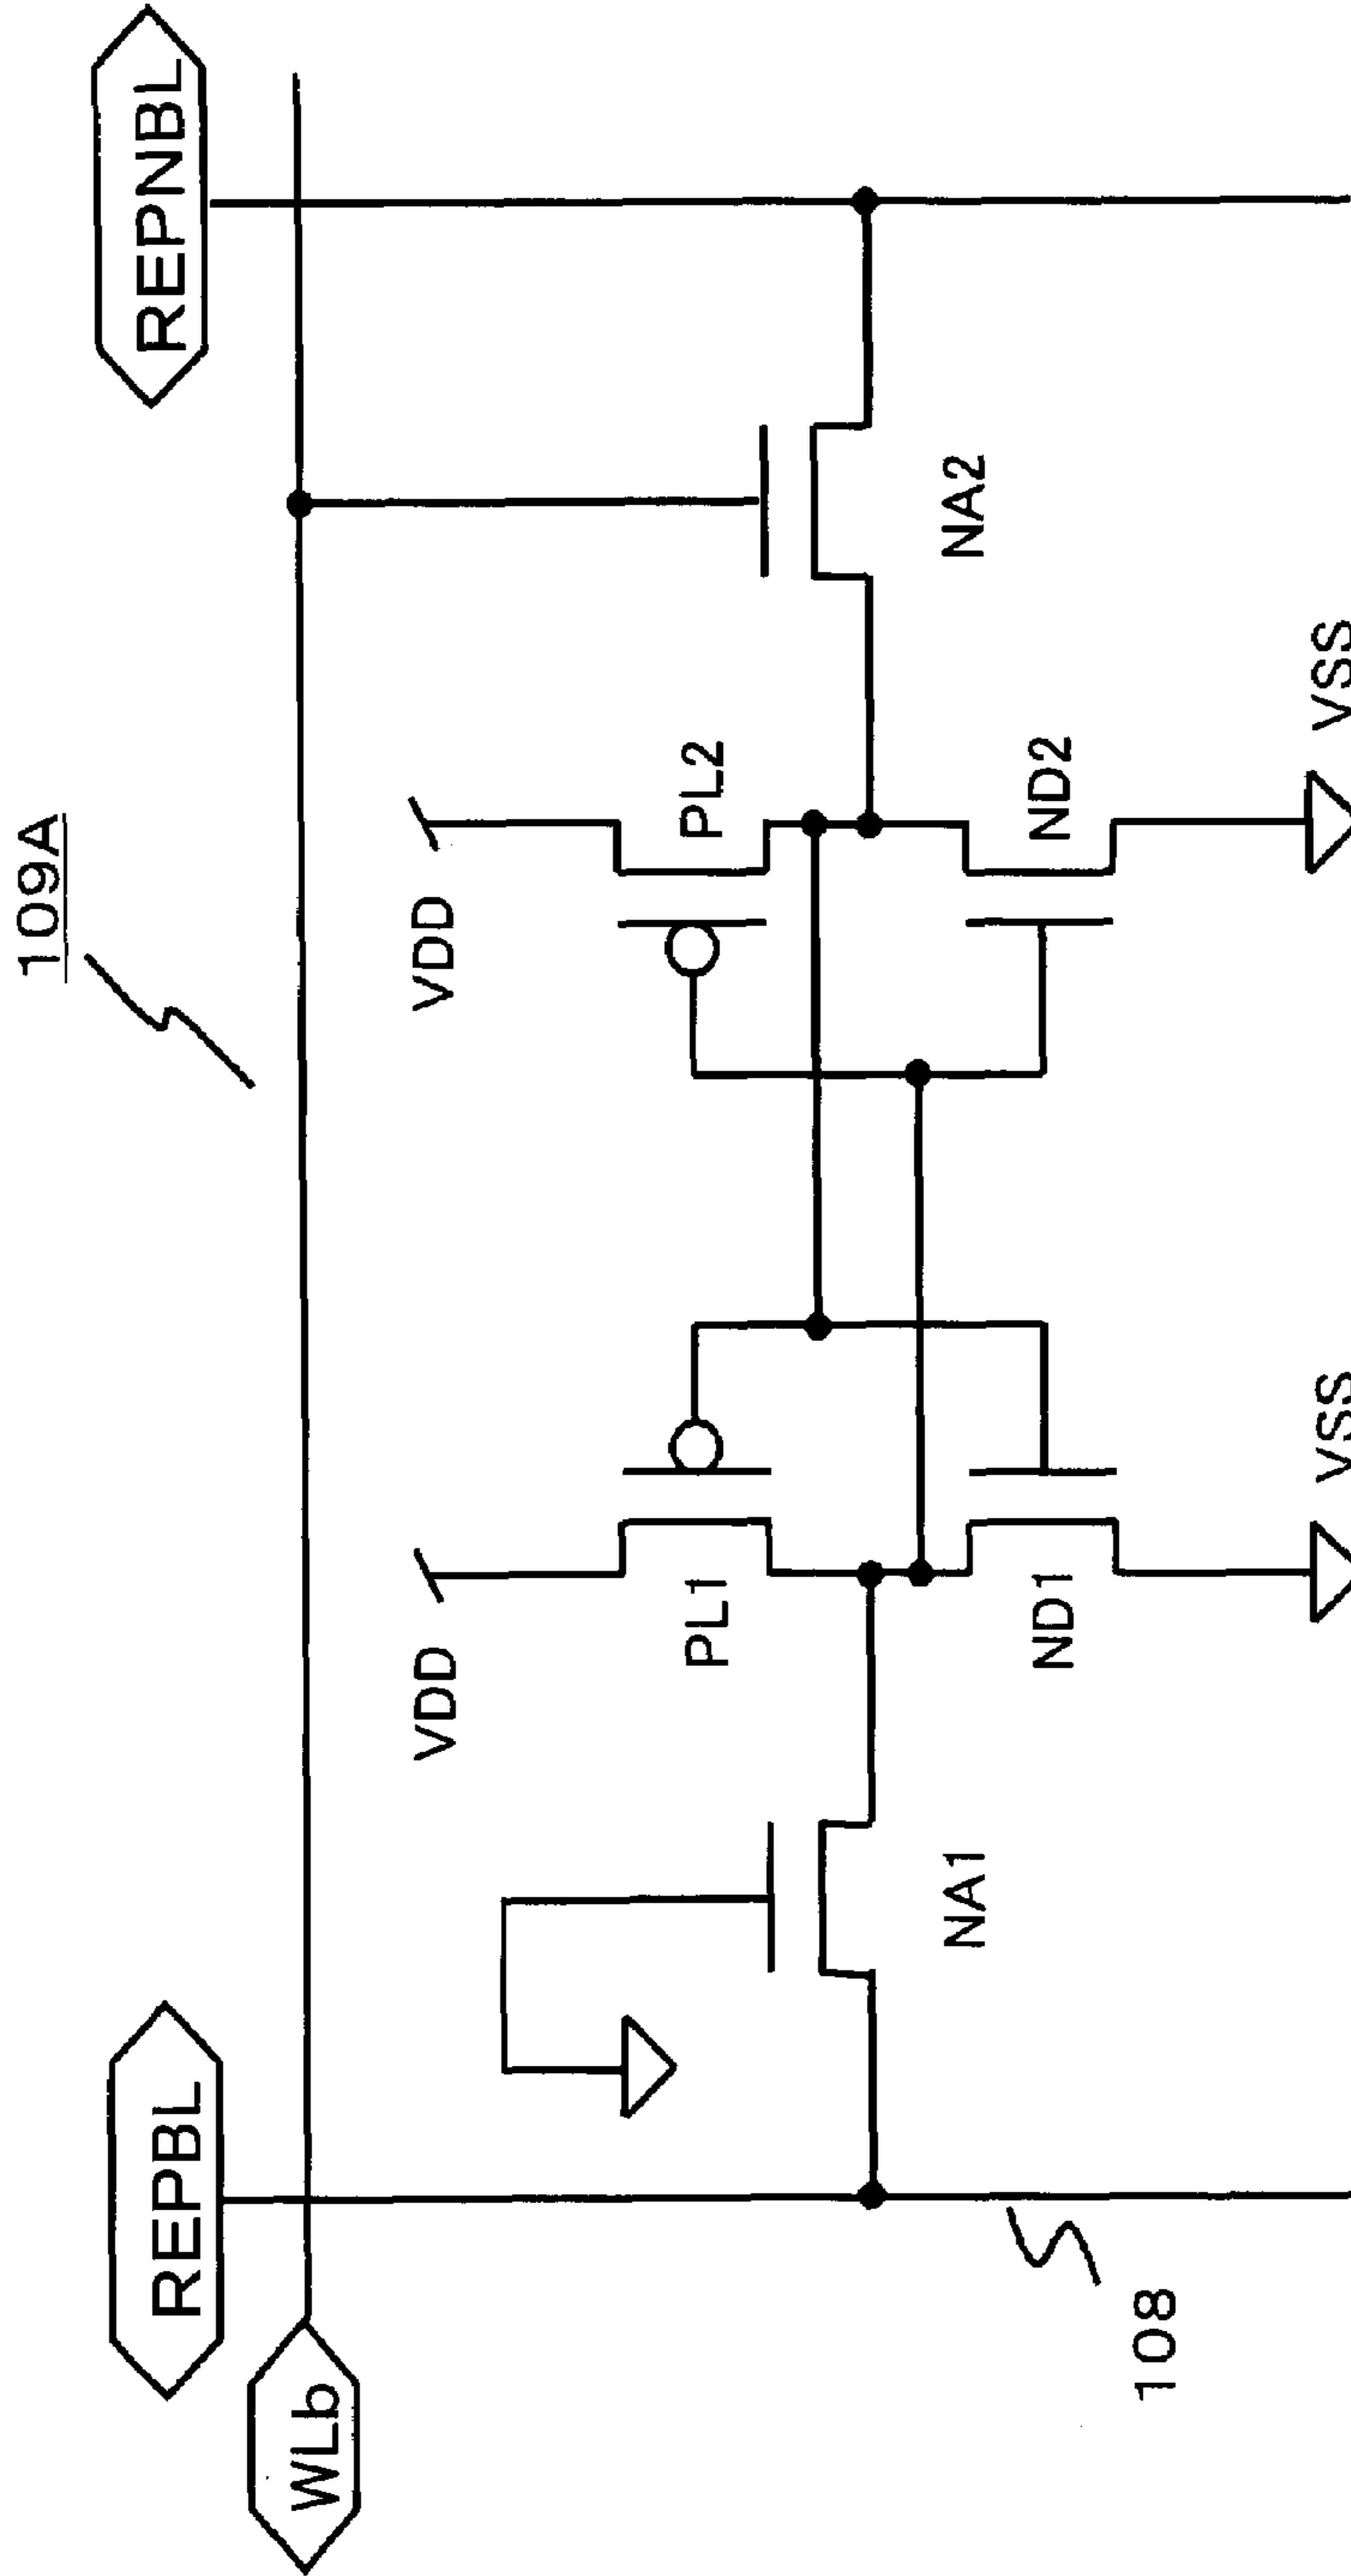 109A
REPBL
REPNBL
WLb
VDD
VDD
PL1
PL2
NA1
NA2
ND1
ND2
108
VSS
VSS